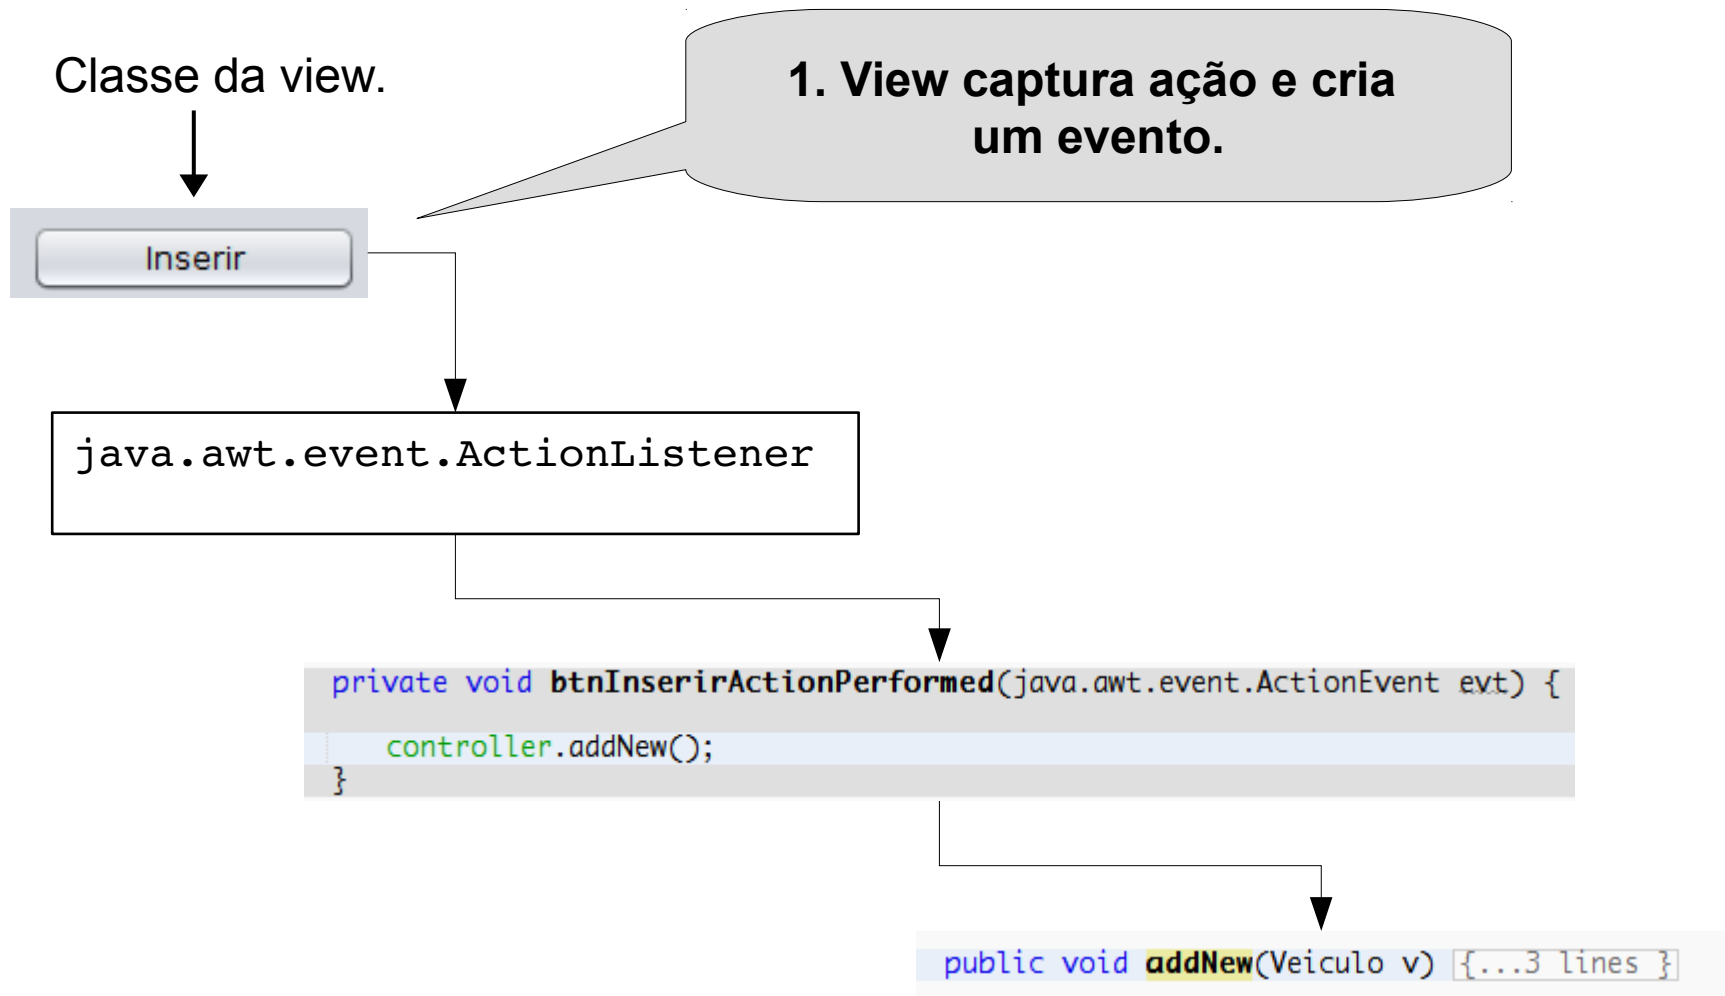 Classe da view.
1. View captura ação e cria
um evento.
Inserir
java.awt.event.ActionListener
private void btnInserirActionPerformed(java.awt.event.ActionEvent evt) {
controller.addNew();
}
public void addNew(Veiculo v) {...3 lines }